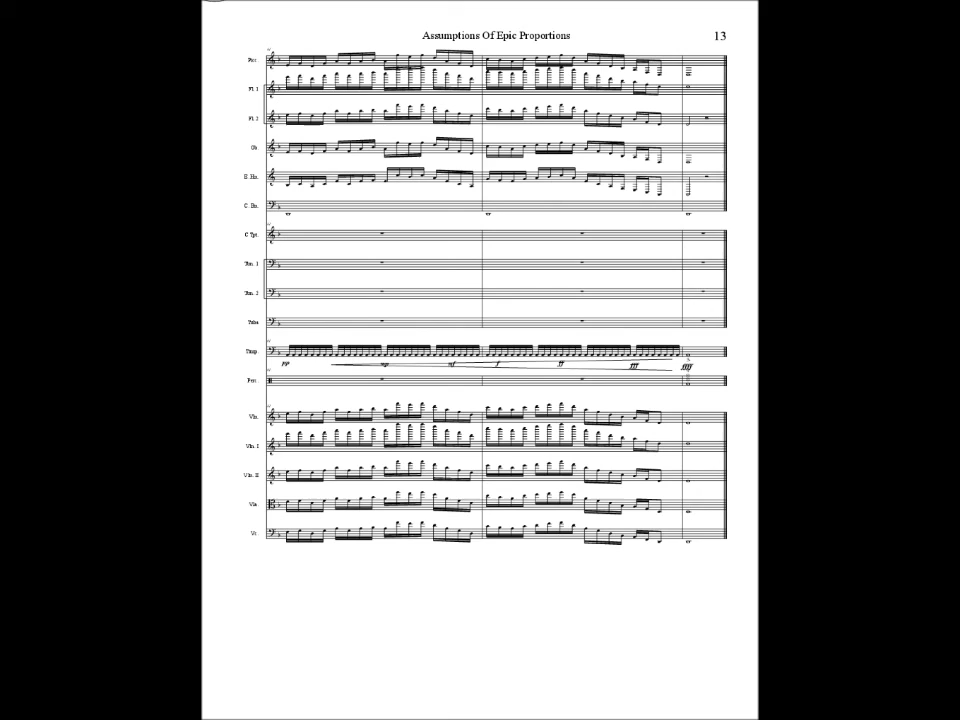 Assumptions Of Epic Proportions
13
Picc.
Fl. 1
Fl. 2
Ob.
E. Hn.
C. Bn.
C Tpt.
Tbn. 1
Tbn. 2
Tuba
Timp.
pp mp mf f ff fff ffff
Perc.
Vln. I
Vln. II
Vla.
Vc.